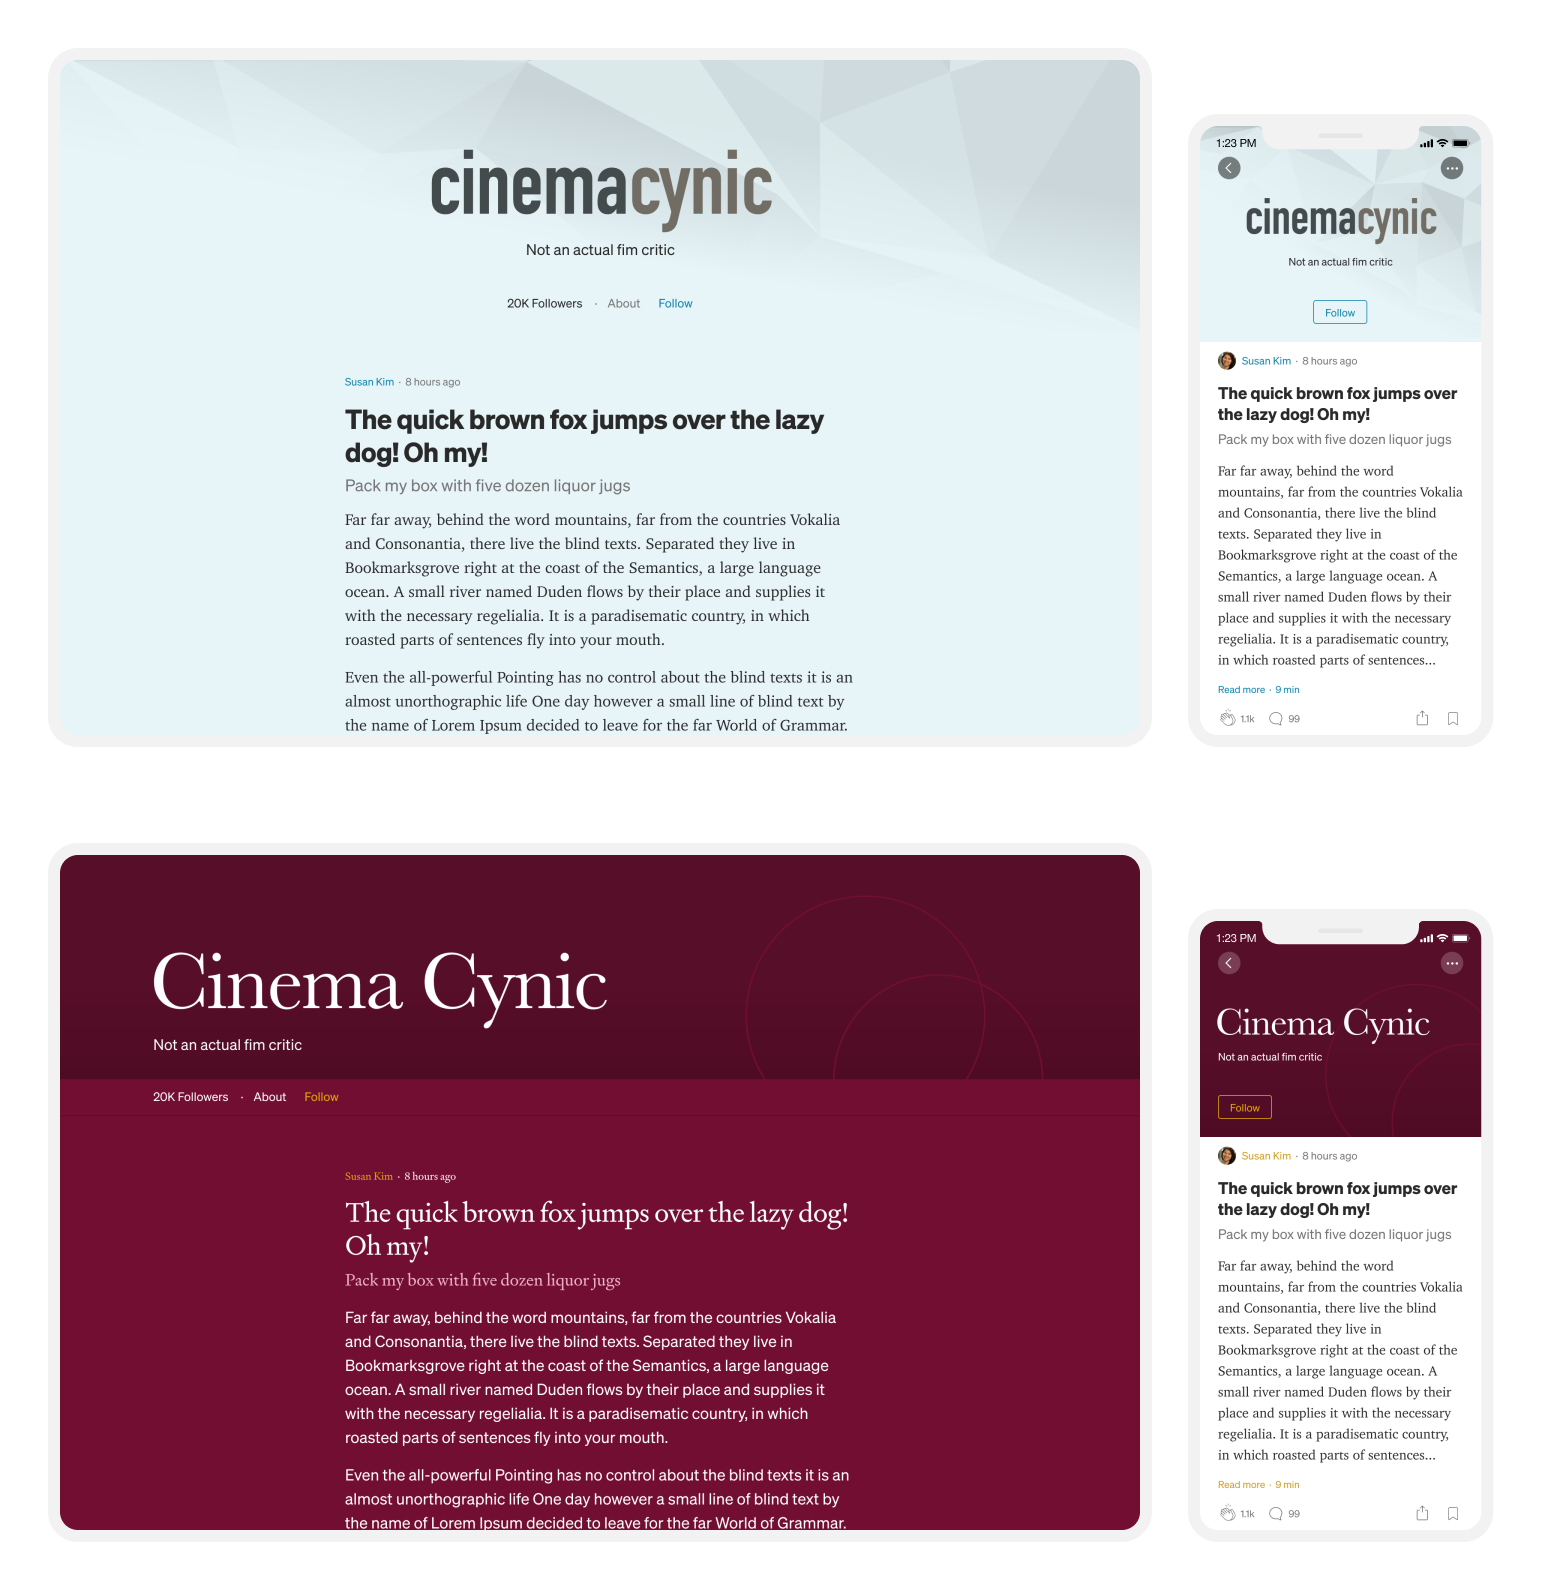 cinemacynic
Not an actual fim critic
20K Followers · About Follow
Susan Kim · 8 hours ago
The quick brown fox jumps over the lazy
dog! Oh my!
Pack my box with five dozen liquor jugs
Far far away, behind the word mountains, far from the countries Vokalia
and Consonantia, there live the blind texts. Separated they live in
Bookmarksgrove right at the coast of the Semantics, a large language
ocean. A small river named Duden flows by their place and supplies it
with the necessary regelialia. It is a paradisematic country, in which
roasted parts of sentences fly into your mouth.
Even the all-powerful Pointing has no control about the blind texts it is an
almost unorthographic life One day however a small line of blind text by
the name of Lorem Ipsum decided to leave for the far World of Grammar.
1:23 PM
cinemacynic
Not an actual fim critic
Follow
Susan Kim · 8 hours ago
The quick brown fox jumps over
the lazy dog! Oh my!
Pack my box with five dozen liquor jugs
Far far away, behind the word
mountains, far from the countries Vokalia
and Consonantia, there live the blind
texts. Separated they live in
Bookmarksgrove right at the coast of the
Semantics, a large language ocean. A
small river named Duden flows by their
place and supplies it with the necessary
regelialia. It is a paradisematic country,
in which roasted parts of sentences...
Read more · 9 min
1.1k 99
Cinema Cynic
Not an actual fim critic
20K Followers · About Follow
Susan Kim · 8 hours ago
The quick brown fox jumps over the lazy dog!
Oh my!
Pack my box with five dozen liquor jugs
Far far away, behind the word mountains, far from the countries Vokalia
and Consonantia, there live the blind texts. Separated they live in
Bookmarksgrove right at the coast of the Semantics, a large language
ocean. A small river named Duden flows by their place and supplies it
with the necessary regelialia. It is a paradisematic country, in which
roasted parts of sentences fly into your mouth.
Even the all-powerful Pointing has no control about the blind texts it is an
almost unorthographic life One day however a small line of blind text by
the name of Lorem Ipsum decided to leave for the far World of Grammar.
1:23 PM
Cinema Cynic
Not an actual fim critic
Follow
Susan Kim · 8 hours ago
The quick brown fox jumps over
the lazy dog! Oh my!
Pack my box with five dozen liquor jugs
Far far away, behind the word
mountains, far from the countries Vokalia
and Consonantia, there live the blind
texts. Separated they live in
Bookmarksgrove right at the coast of the
Semantics, a large language ocean. A
small river named Duden flows by their
place and supplies it with the necessary
regelialia. It is a paradisematic country,
in which roasted parts of sentences...
Read more · 9 min
1.1k 99